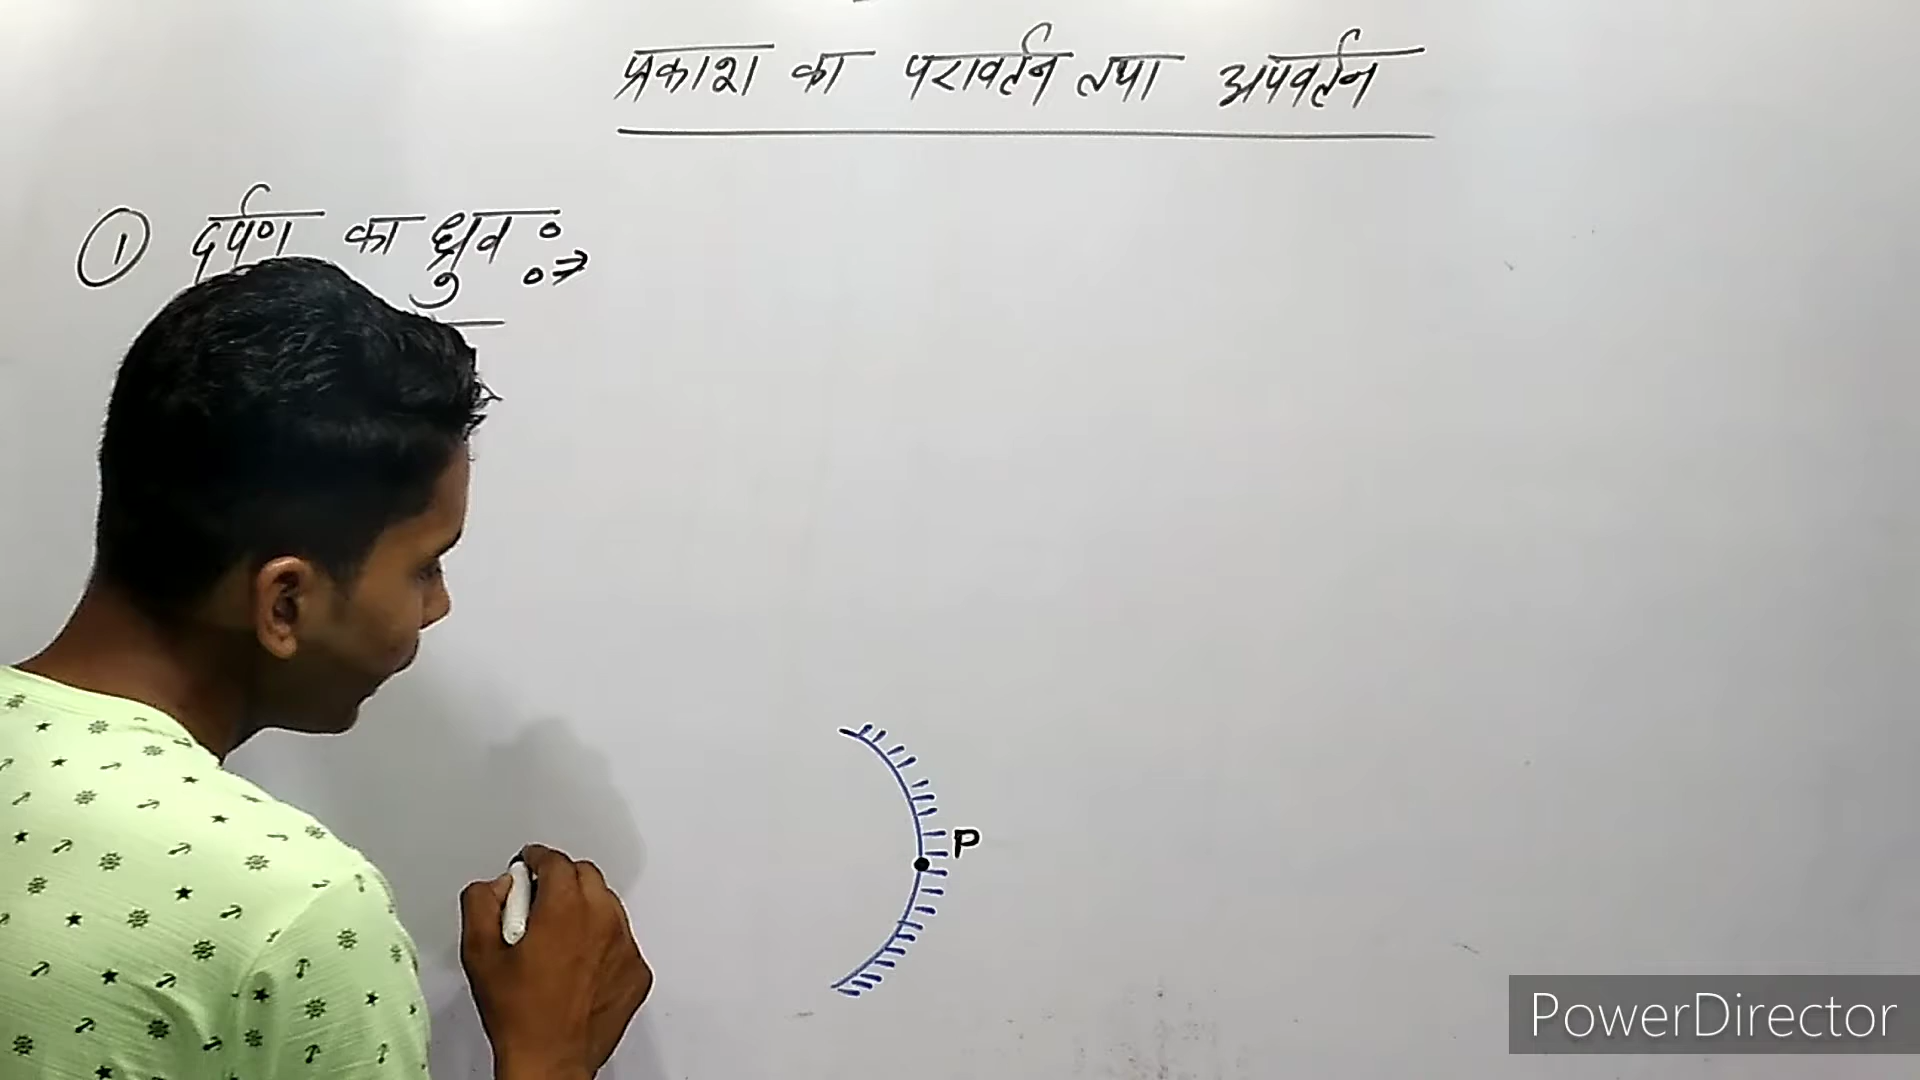 प्रकाश का परावर्तन तथा अपवर्तन
① दर्पण का ध्रुव :⇒
P
PowerDirector